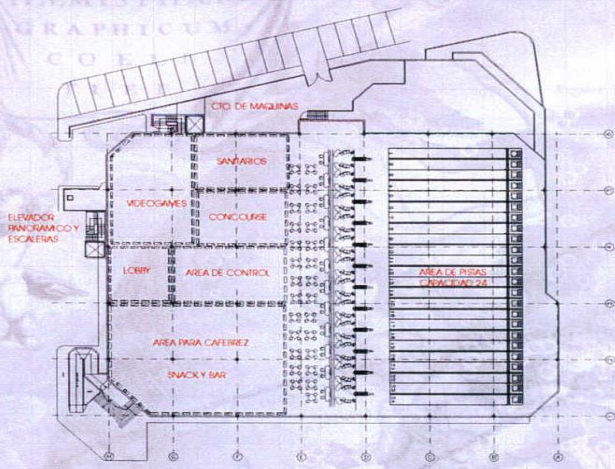 GRAPHICUM
CTO. DE MAQUINAS
SANITARIOS
VIDEOGAMES
CONCOURSE
ELEVADOR
PANORAMICO Y
ESCALERAS
LOBBY
AREA DE CONTROL
AREA DE PISTAS
CAPACIDAD 24
AREA PARA CAFEBREZ
SNACK Y BAR